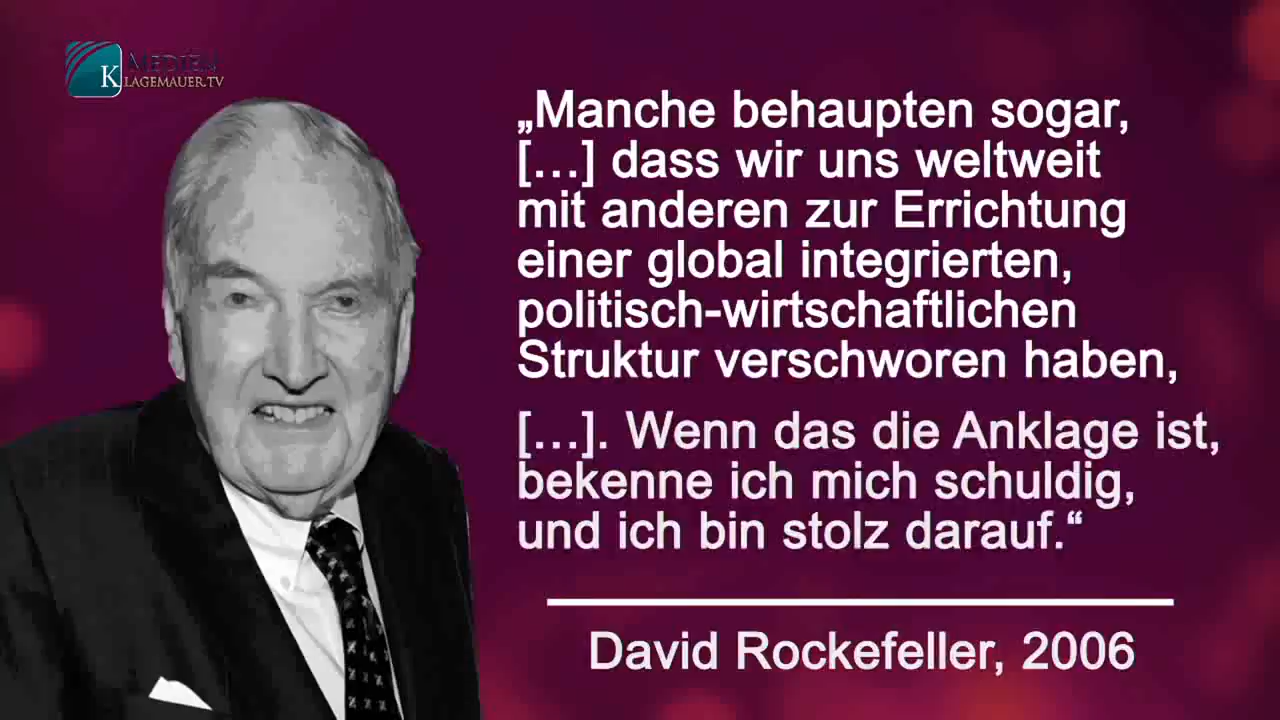 MEDIEN
KLAGEMAUER.TV
„Manche behaupten sogar,
[…] dass wir uns weltweit
mit anderen zur Errichtung
einer global integrierten,
politisch-wirtschaftlichen
Struktur verschworen haben,
[…]. Wenn das die Anklage ist,
bekenne ich mich schuldig,
und ich bin stolz darauf.“
David Rockefeller, 2006